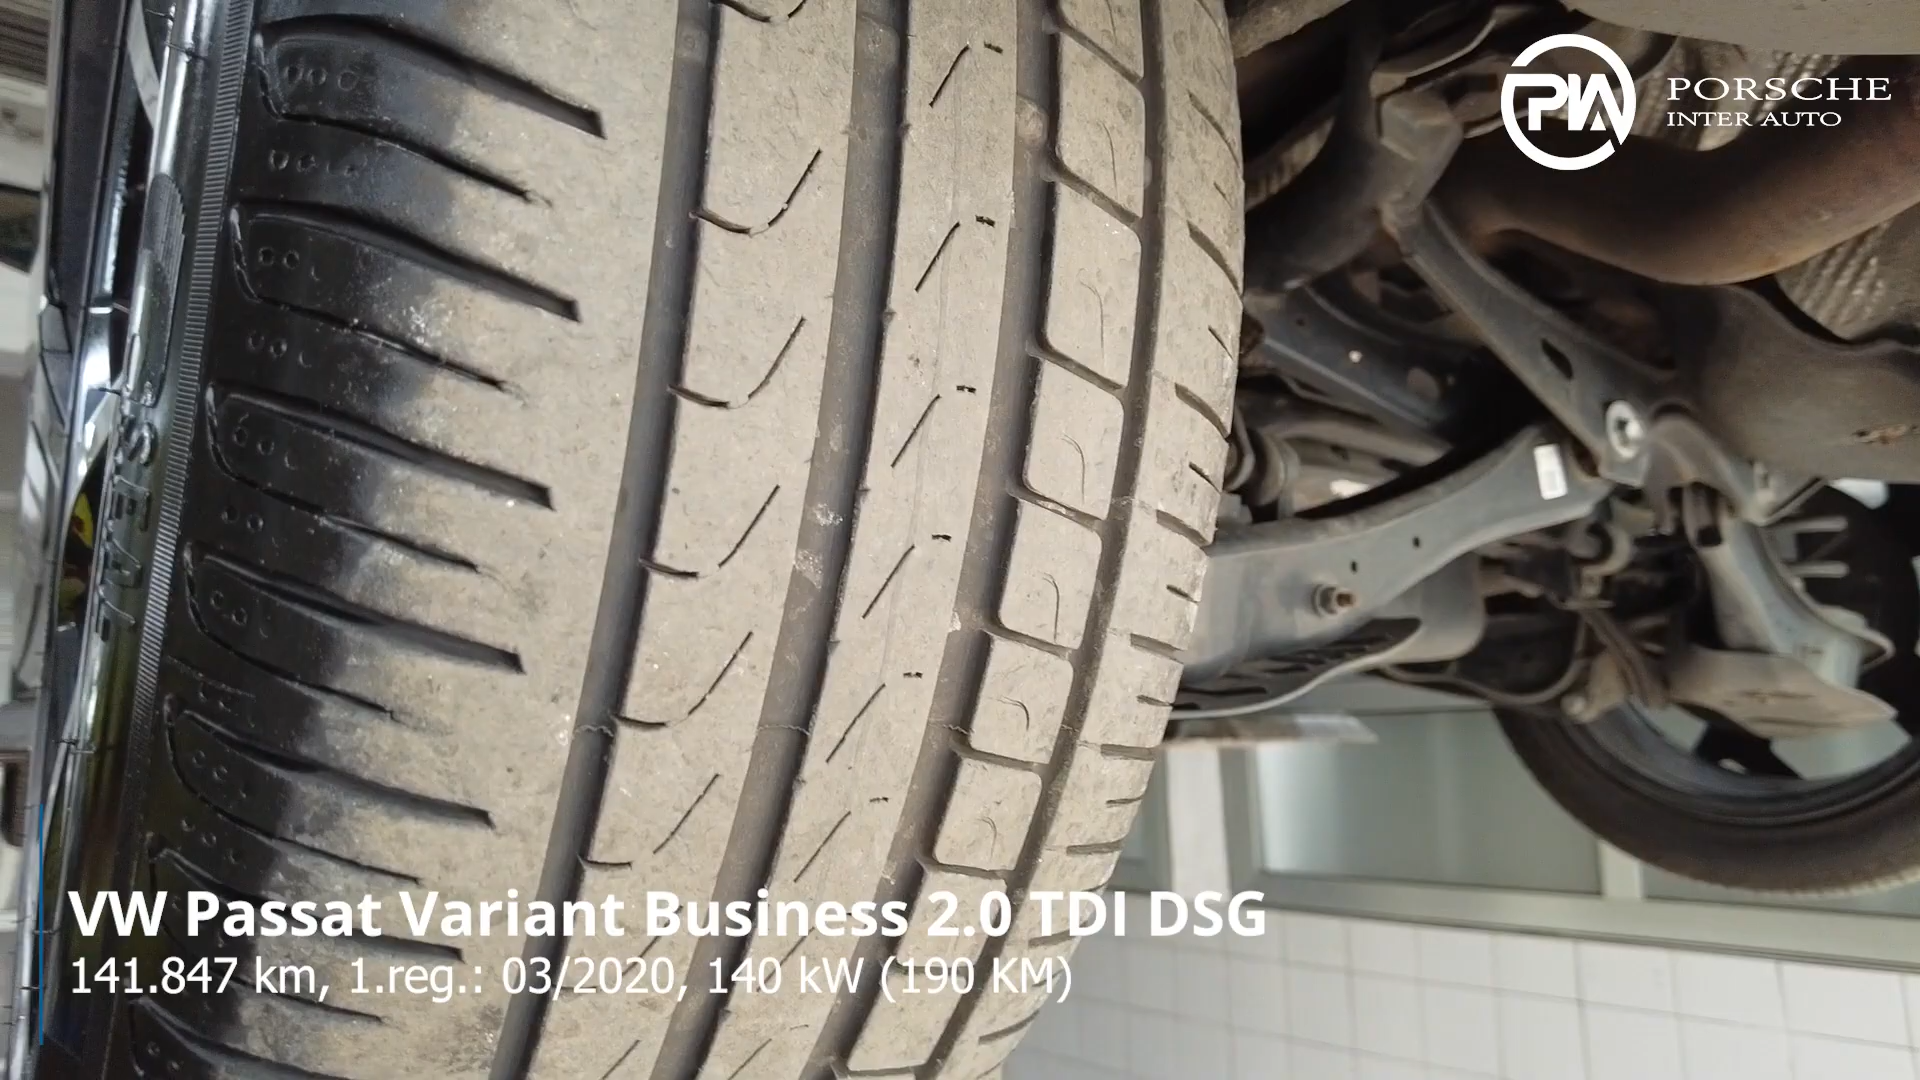 PIA PORSCHE
INTER AUTO
VW Passat Variant Business 2.0 TDI DSG
141.847 km, 1.reg.: 03/2020, 140 kW (190 KM)